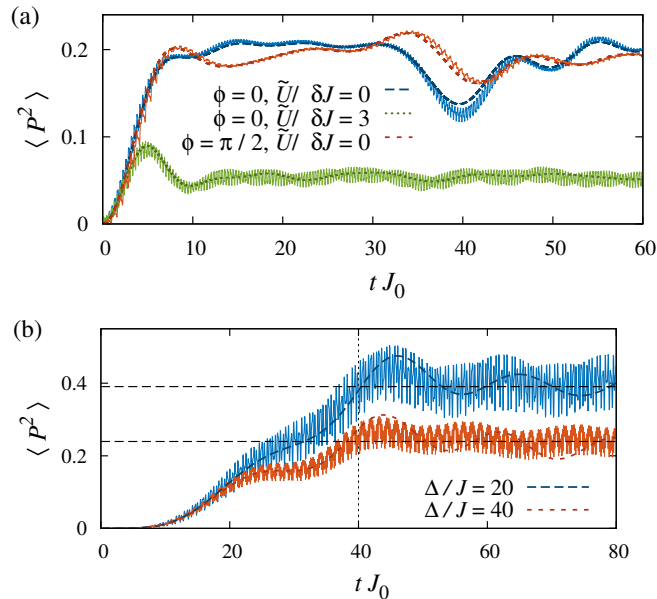 (a)
0.2
0.1
0
⟨ P² ⟩
ϕ = 0, Ũ / δJ = 0
ϕ = 0, Ũ / δJ = 3
ϕ = π / 2, Ũ / δJ = 0
0 10 20 30 40 50 60
t J₀
(b)
0.4
0.2
0
⟨ P² ⟩
Δ / J = 20
Δ / J = 40
0 20 40 60 80
t J₀